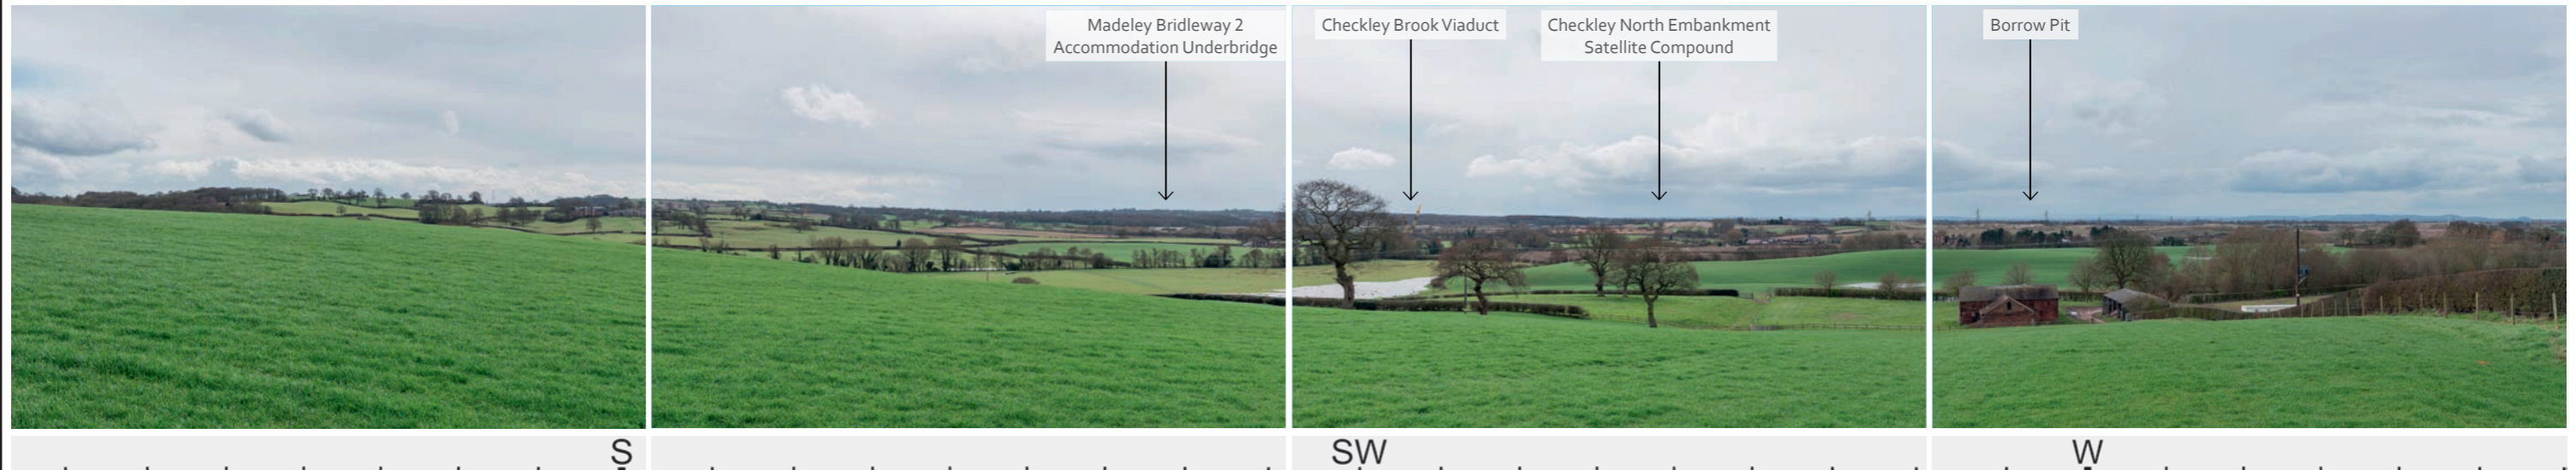 Madeley Bridleway 2
Accommodation Underbridge
Checkley Brook Viaduct
Checkley North Embankment
Satellite Compound
Borrow Pit
S
SW
W